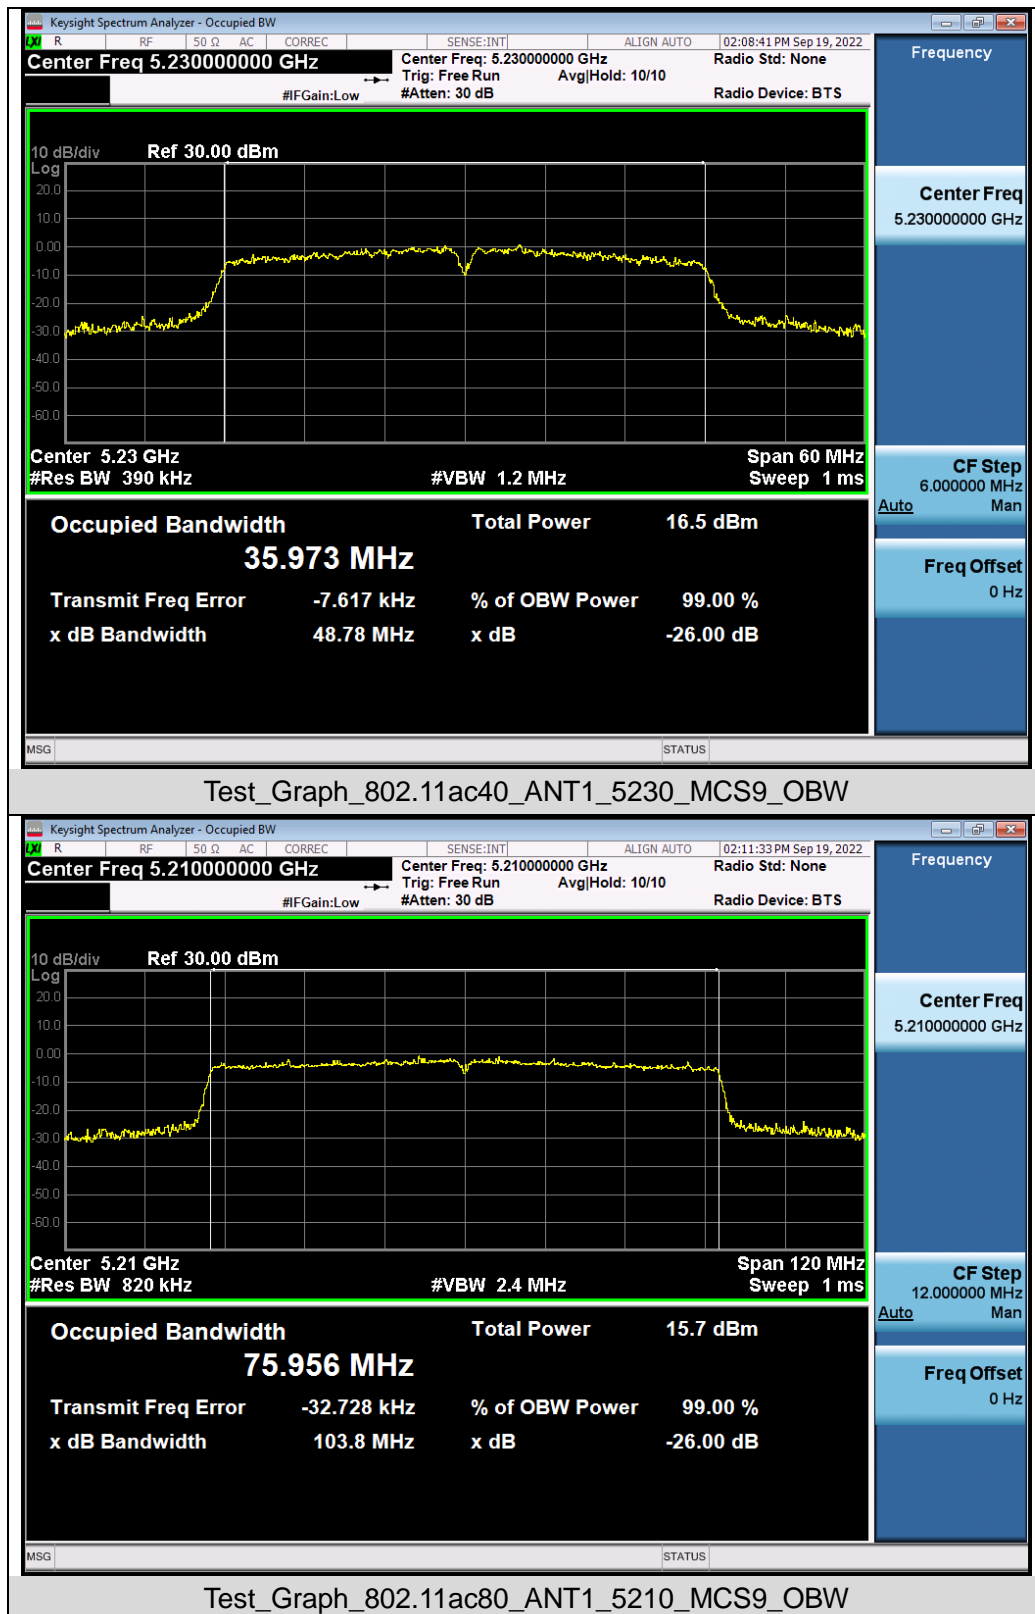 Keysight Spectrum Analyzer - Occupied BW
LXI R RF 50 Ω AC CORREC SENSE:INT ALIGN AUTO 02:08:41 PM Sep 19, 2022
Center Freq 5.230000000 GHz
Center Freq: 5.230000000 GHz Radio Std: None
Trig: Free Run Avg|Hold: 10/10
#IFGain:Low #Atten: 30 dB Radio Device: BTS
Frequency
10 dB/div Ref 30.00 dBm
Log
20.0
10.0
0.00
-10.0
-20.0
-30.0
-40.0
-50.0
-60.0
Center Freq
5.230000000 GHz
Center 5.23 GHz Span 60 MHz
#Res BW 390 kHz #VBW 1.2 MHz Sweep 1 ms
CF Step
6.000000 MHz
Auto Man
Occupied Bandwidth Total Power 16.5 dBm
35.973 MHz
Transmit Freq Error -7.617 kHz % of OBW Power 99.00 %
x dB Bandwidth 48.78 MHz x dB -26.00 dB
Freq Offset
0 Hz
MSG STATUS
Test_Graph_802.11ac40_ANT1_5230_MCS9_OBW
Keysight Spectrum Analyzer - Occupied BW
LXI R RF 50 Ω AC CORREC SENSE:INT ALIGN AUTO 02:11:33 PM Sep 19, 2022
Center Freq 5.210000000 GHz
Center Freq: 5.210000000 GHz Radio Std: None
Trig: Free Run Avg|Hold: 10/10
#IFGain:Low #Atten: 30 dB Radio Device: BTS
Frequency
10 dB/div Ref 30.00 dBm
Log
20.0
10.0
0.00
-10.0
-20.0
-30.0
-40.0
-50.0
-60.0
Center Freq
5.210000000 GHz
Center 5.21 GHz Span 120 MHz
#Res BW 820 kHz #VBW 2.4 MHz Sweep 1 ms
CF Step
12.000000 MHz
Auto Man
Occupied Bandwidth Total Power 15.7 dBm
75.956 MHz
Transmit Freq Error -32.728 kHz % of OBW Power 99.00 %
x dB Bandwidth 103.8 MHz x dB -26.00 dB
Freq Offset
0 Hz
MSG STATUS
Test_Graph_802.11ac80_ANT1_5210_MCS9_OBW